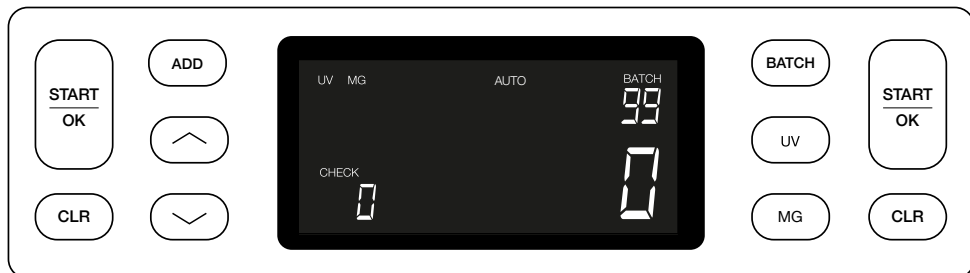 START
OK
CLR
ADD
UV MG AUTO BATCH
99
CHECK
0
0
BATCH
UV
MG
START
OK
CLR